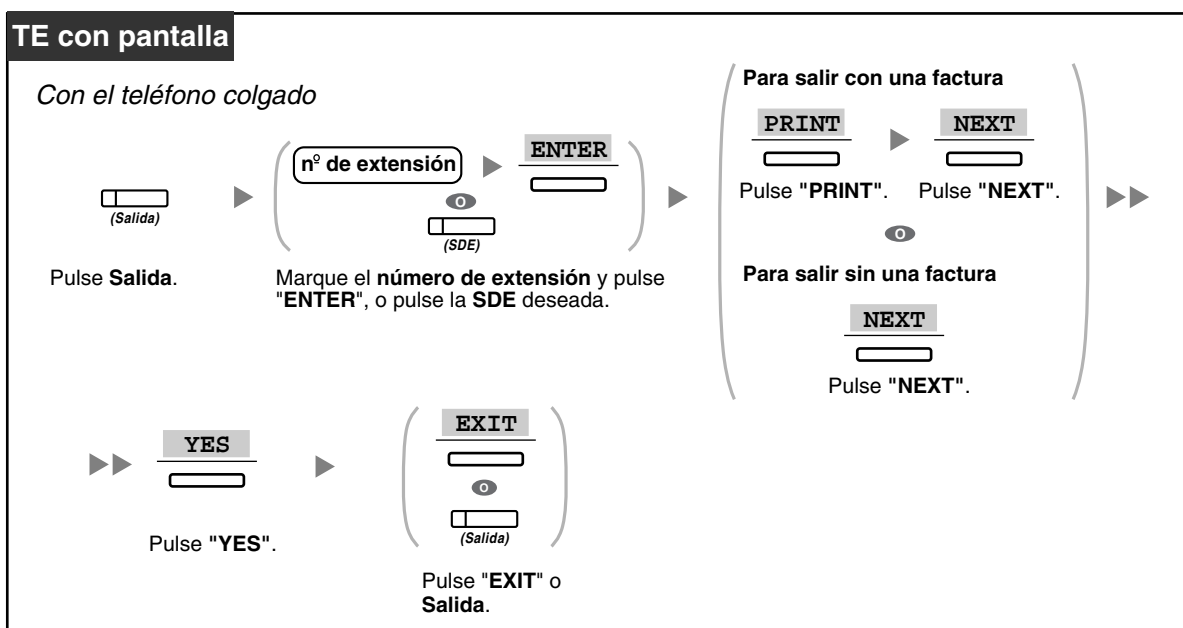 TE con pantalla
Con el teléfono colgado
(Salida)
Pulse Salida.
nº de extensión
ENTER
O
(SDE)
Marque el número de extensión y pulse
"ENTER", o pulse la SDE deseada.
Para salir con una factura
PRINT
NEXT
Pulse "PRINT".
Pulse "NEXT".
O
Para salir sin una factura
NEXT
Pulse "NEXT".
YES
Pulse "YES".
EXIT
O
(Salida)
Pulse "EXIT" o
Salida.